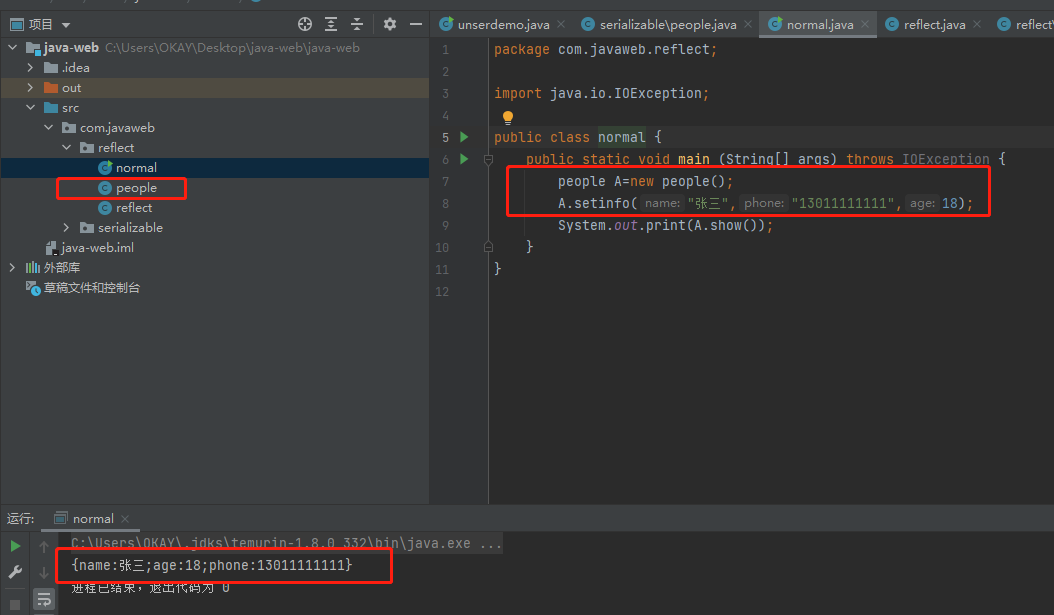 项目
unserdemo.java
serializable\people.java
normal.java
reflect.java
reflect\
java-web C:\Users\OKAY\Desktop\java-web\java-web
.idea
out
src
com.javaweb
reflect
normal
people
reflect
serializable
java-web.iml
外部库
草稿文件和控制台
1 package com.javaweb.reflect;
2
3 import java.io.IOException;
4
5 public class normal {
6 public static void main (String[] args) throws IOException {
7 people A=new people();
8 A.setinfo( name: "张三", phone: "13011111111", age: 18);
9 System.out.print(A.show());
10 }
11 }
12
运行: normal
C:\Users\OKAY\.jdks\temurin-1.8.0_332\bin\java.exe ...
{name:张三;age:18;phone:13011111111}
进程已结束，退出代码为 0